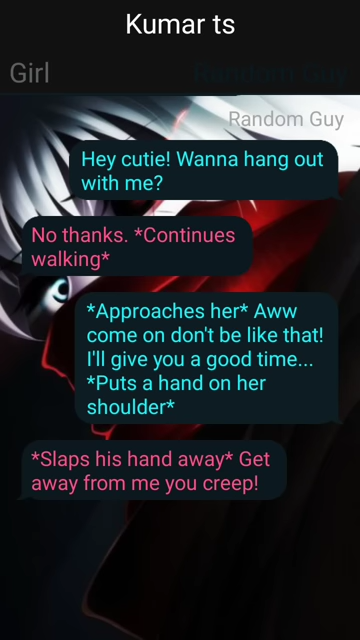 Kumar ts
Girl
Random Guy
Random Guy
Hey cutie! Wanna hang out
with me?
No thanks. *Continues
walking*
*Approaches her* Aww
come on don't be like that!
I'll give you a good time...
*Puts a hand on her
shoulder*
*Slaps his hand away* Get
away from me you creep!